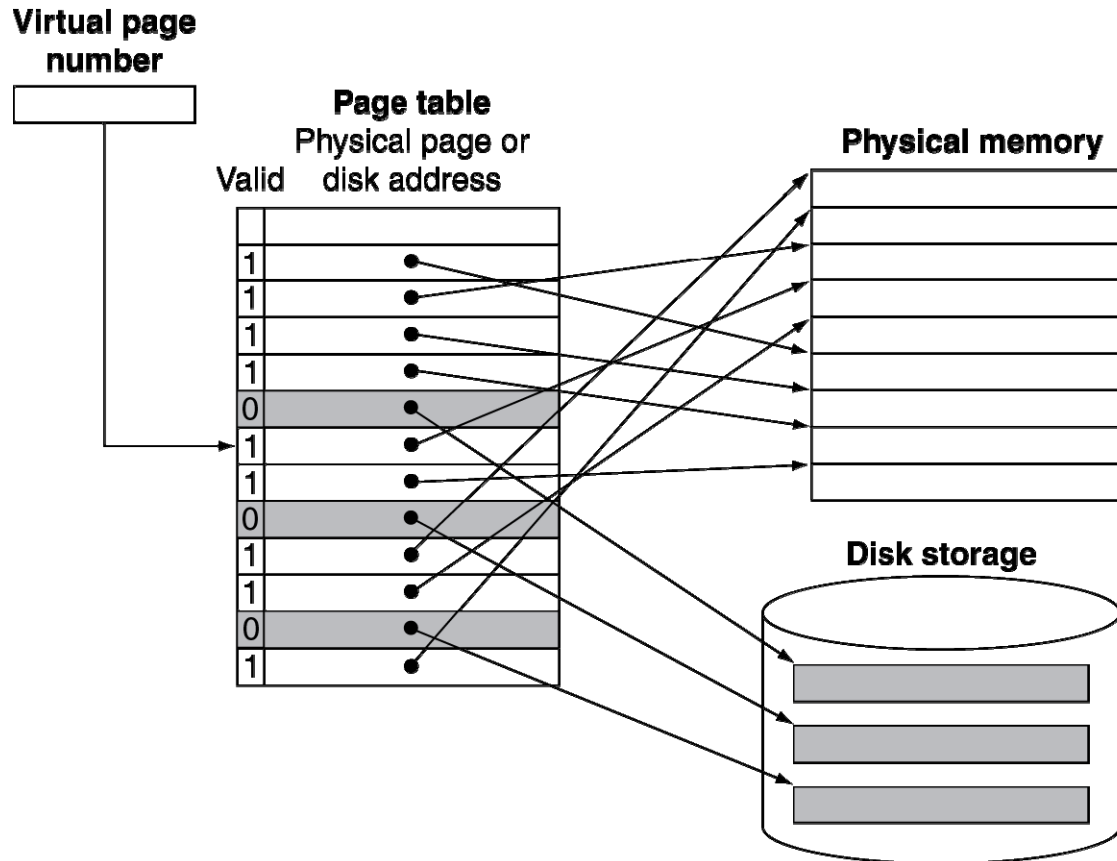 Virtual page
number
Page table
Physical page or
Valid disk address
Physical memory
1
1
1
1
0
1
1
0
1
1
0
1
Disk storage